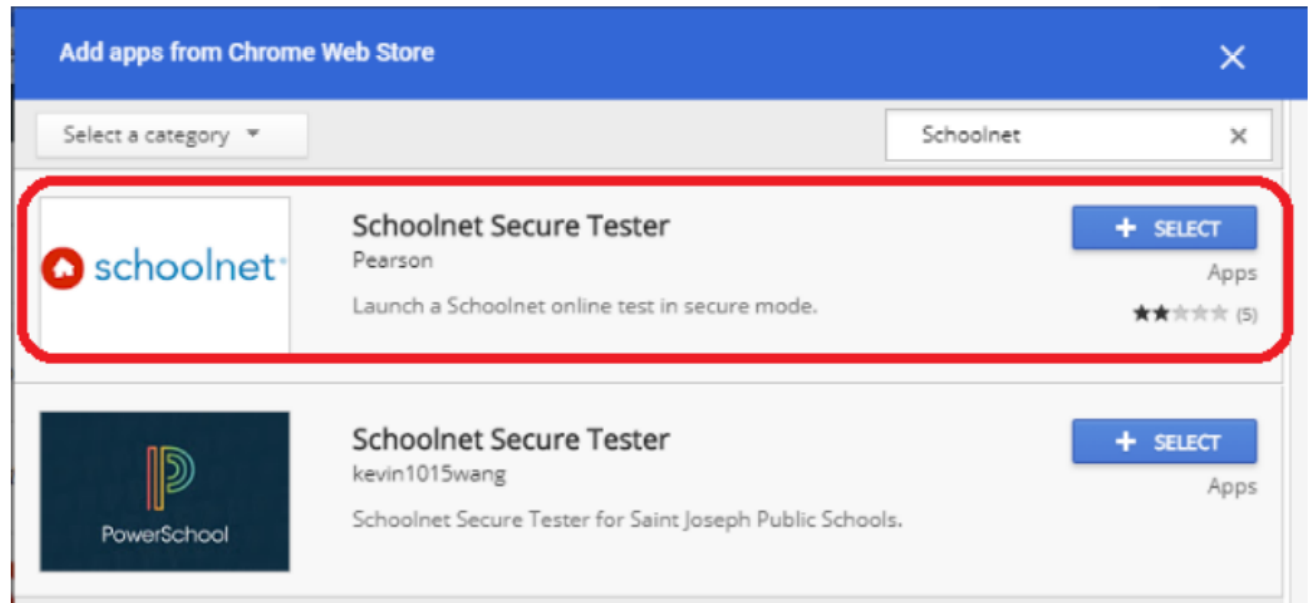 Add apps from Chrome Web Store
Select a category
Schoolnet
schoolnet
Schoolnet Secure Tester
Pearson
Launch a Schoolnet online test in secure mode.
+ SELECT
Apps
(5)
PowerSchool
Schoolnet Secure Tester
kevin1015wang
Schoolnet Secure Tester for Saint Joseph Public Schools.
+ SELECT
Apps